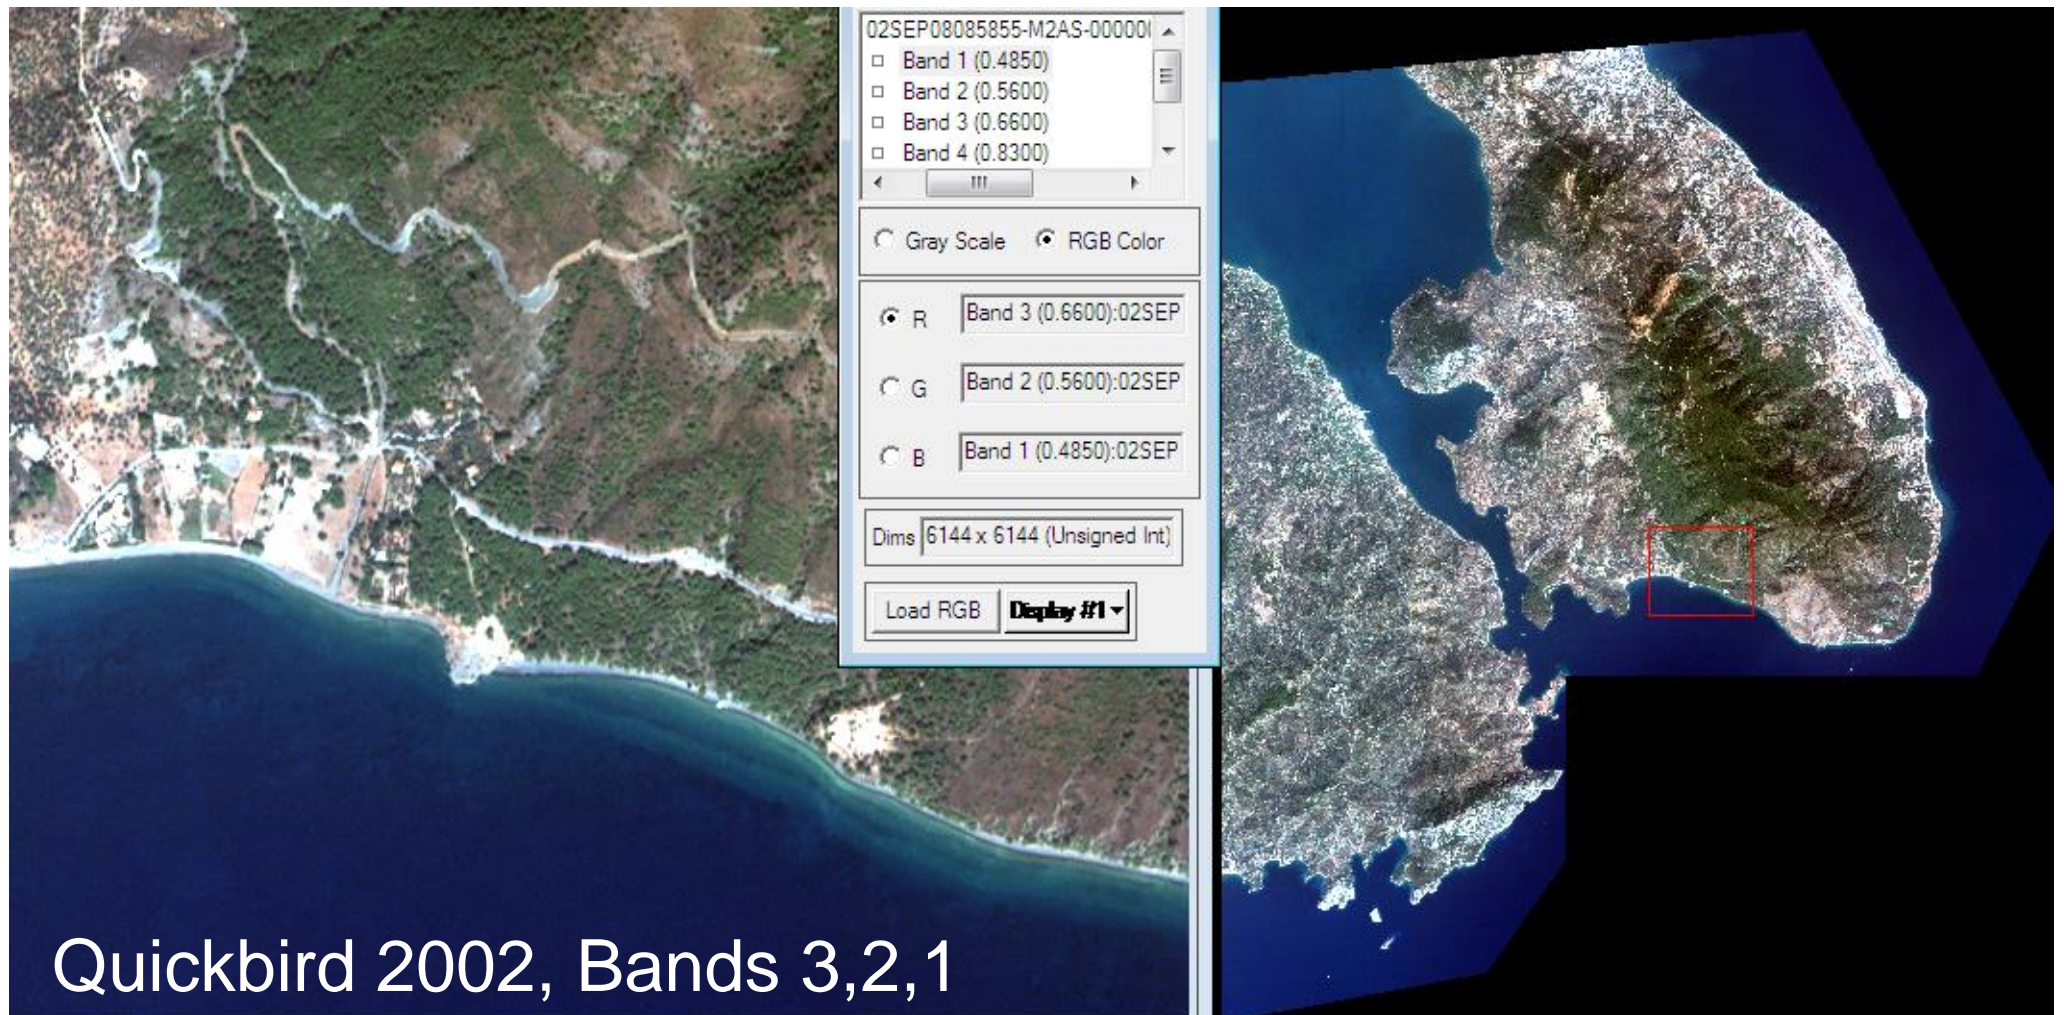 02SEP08085855-M2AS-00000
Band 1 (0.4850)
Band 2 (0.5600)
Band 3 (0.6600)
Band 4 (0.8300)
Gray Scale RGB Color
R Band 3 (0.6600):02SEP
G Band 2 (0.5600):02SEP
B Band 1 (0.4850):02SEP
Dims 6144 x 6144 (Unsigned Int)
Load RGB Display #1
Quickbird 2002, Bands 3,2,1